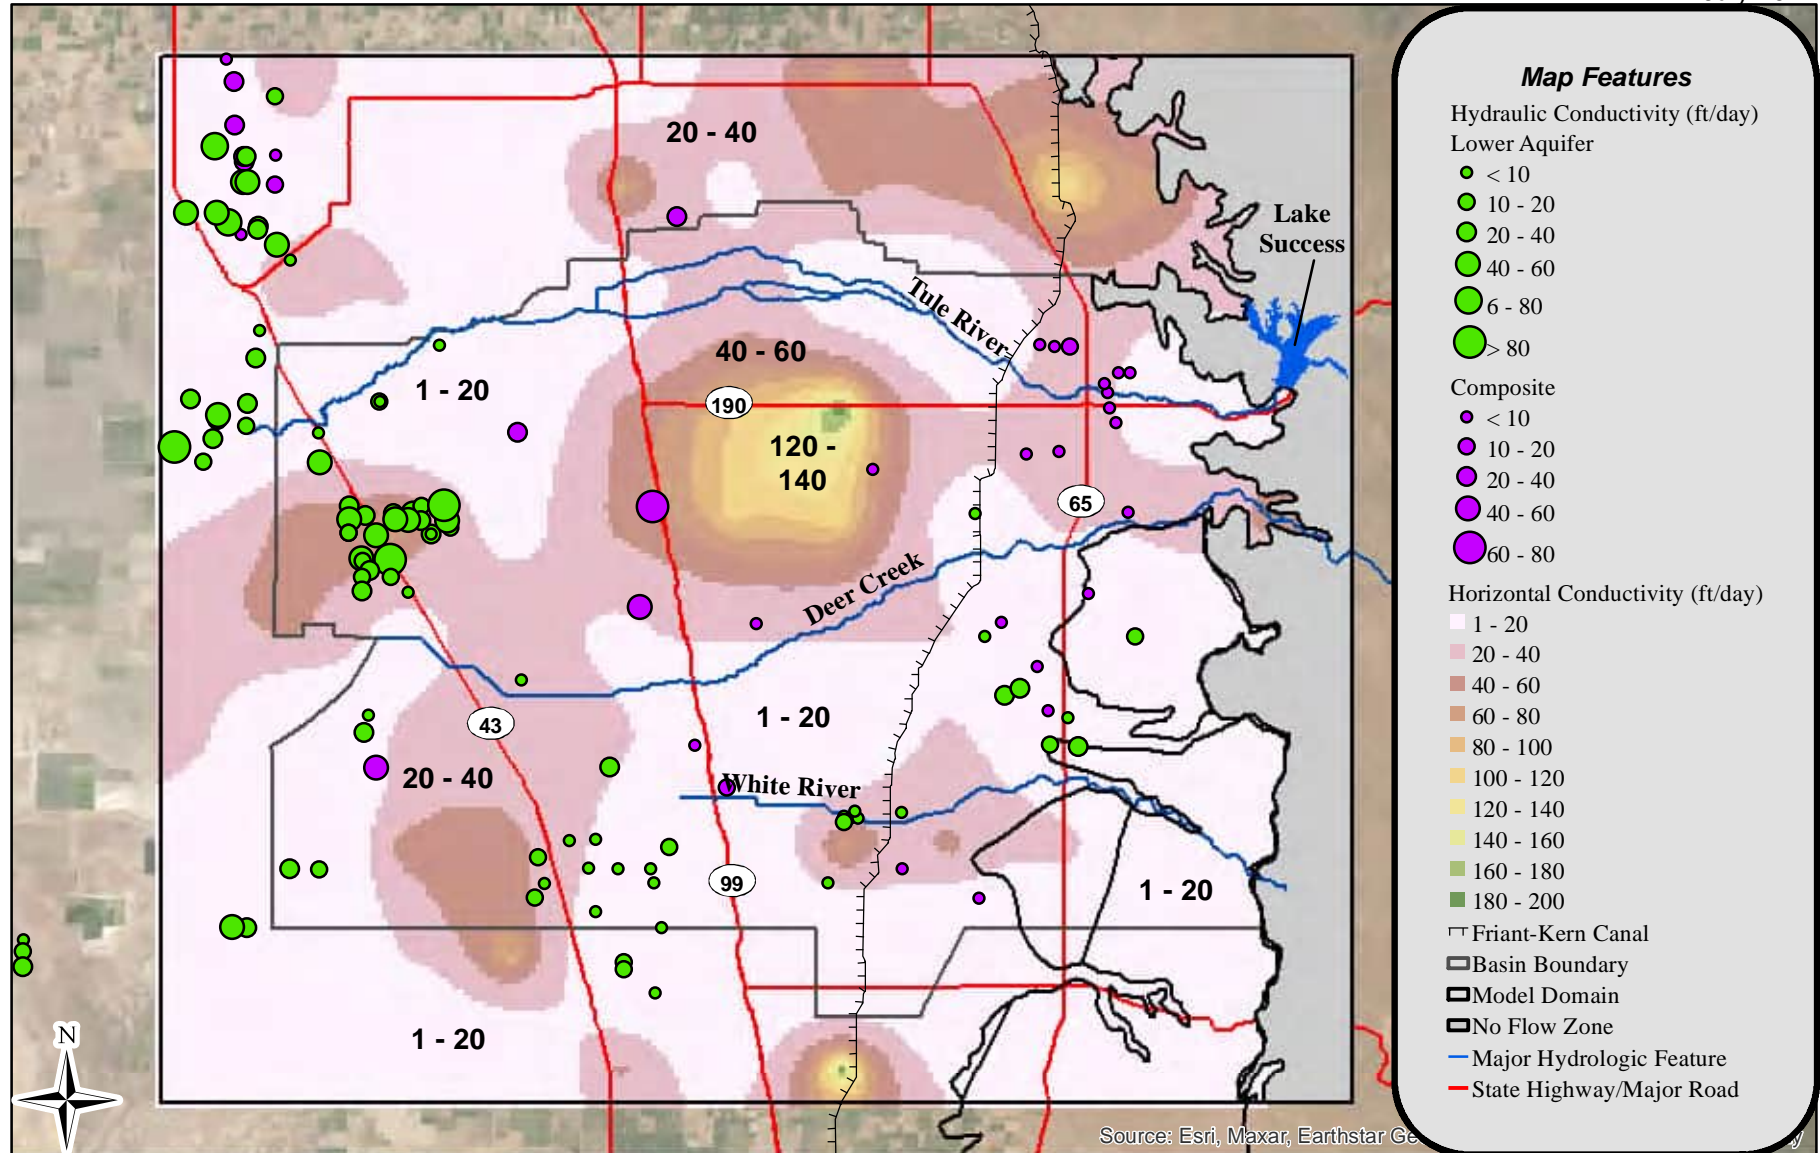 20 - 40
Lake
Success
Tule River
40 - 60
1 - 20
190
120 -
140
65
Deer Creek
1 - 20
43
20 - 40
White River
99
1 - 20
1 - 20
N
Source: Esri, Maxar, Earthstar Ge
y
Map Features
Hydraulic Conductivity (ft/day)
Lower Aquifer
< 10
10 - 20
20 - 40
40 - 60
6 - 80
> 80
Composite
< 10
10 - 20
20 - 40
40 - 60
60 - 80
Horizontal Conductivity (ft/day)
1 - 20
20 - 40
40 - 60
60 - 80
80 - 100
100 - 120
120 - 140
140 - 160
160 - 180
180 - 200
Friant-Kern Canal
Basin Boundary
Model Domain
No Flow Zone
Major Hydrologic Feature
State Highway/Major Road